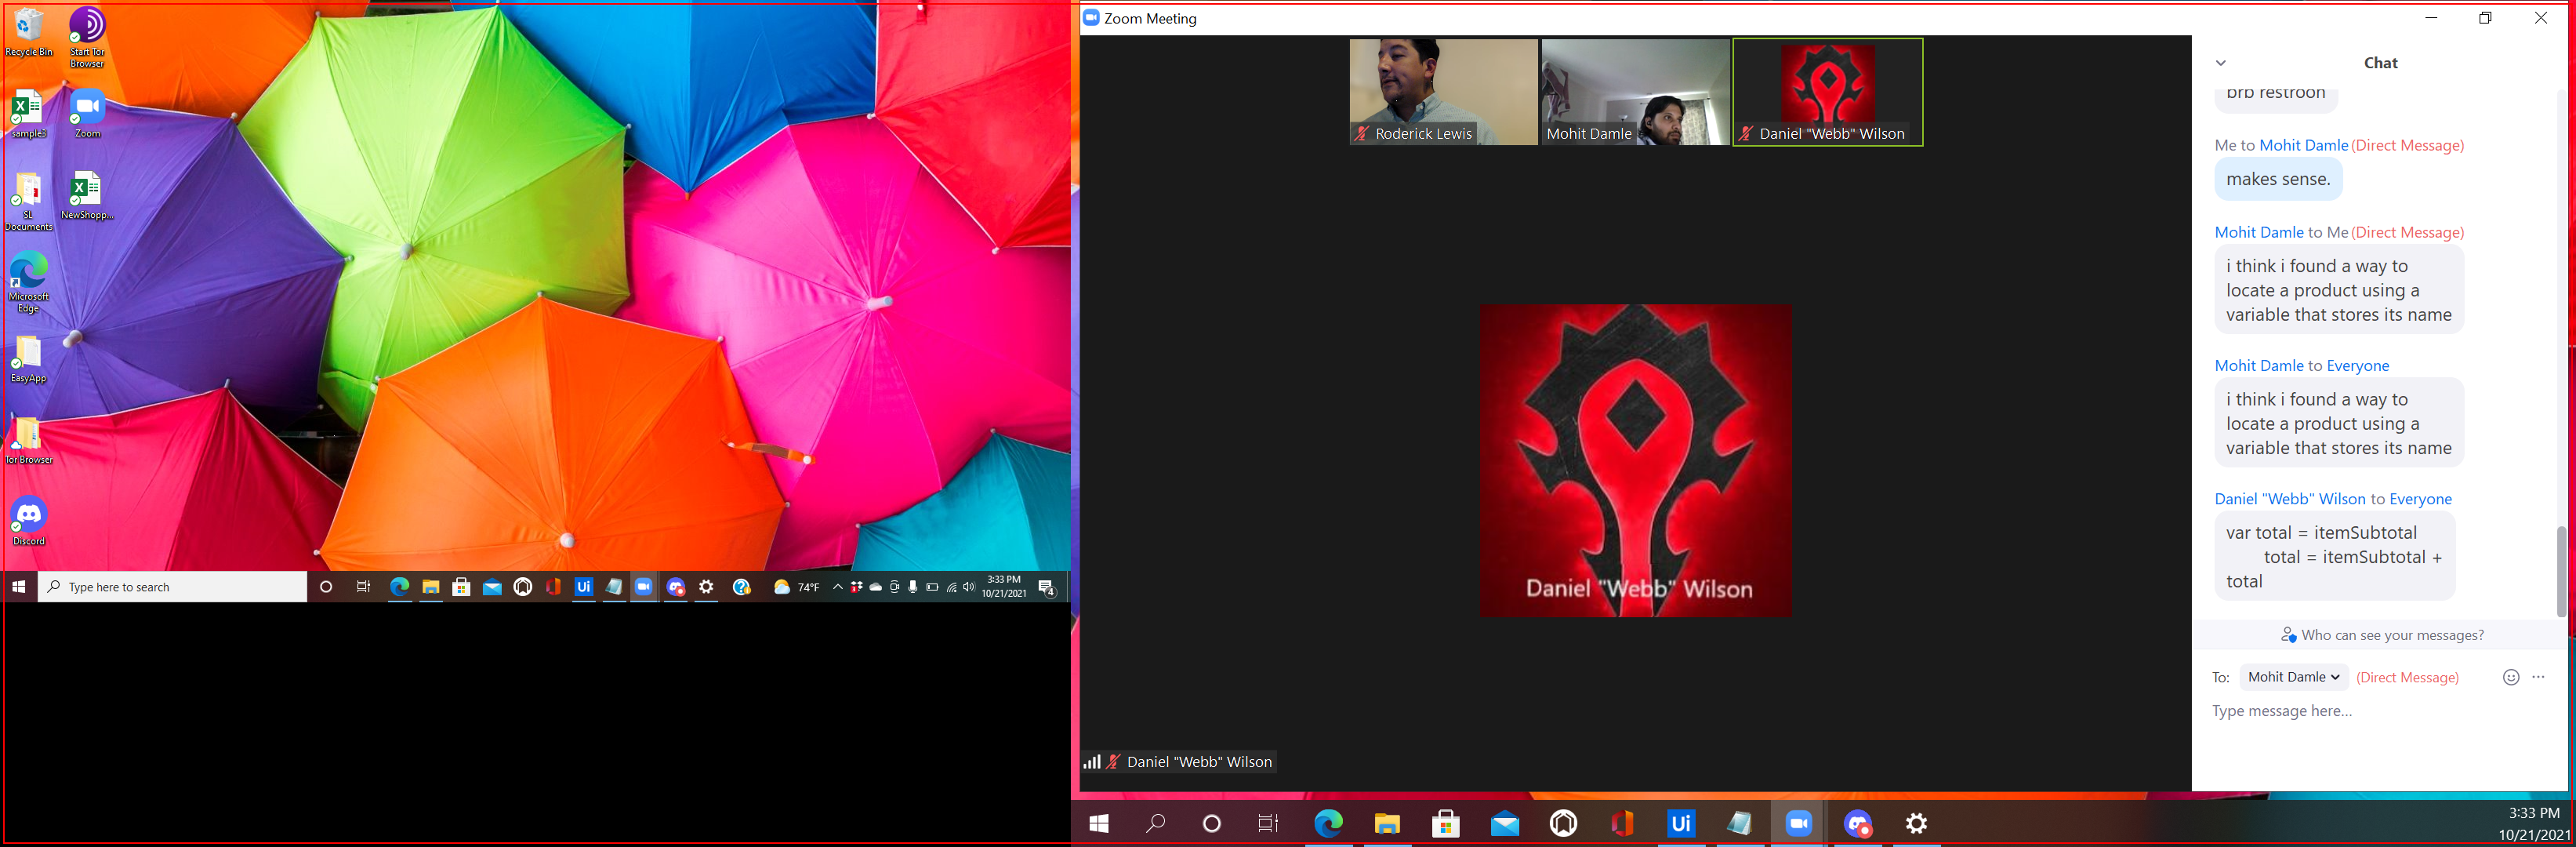 Recycle Bin
Start Tor
Browser
sample3
Zoom
SL
Documents
NewShopp...
Microsoft
Edge
EasyApp
Tor Browser
Discord
Type here to search
Ui
74°F
3:33 PM
10/21/2021
4
Zoom Meeting
Roderick Lewis
Mohit Damle
Daniel "Webb" Wilson
Daniel "Webb" Wilson
Daniel "Webb" Wilson
Chat
brb restroon
Me to Mohit Damle (Direct Message)
makes sense.
Mohit Damle to Me (Direct Message)
i think i found a way to
locate a product using a
variable that stores its name
Mohit Damle to Everyone
i think i found a way to
locate a product using a
variable that stores its name
Daniel "Webb" Wilson to Everyone
var total = itemSubtotal
total = itemSubtotal +
total
Who can see your messages?
To: Mohit Damle (Direct Message)
Type message here...
Ui
3:33 PM
10/21/2021